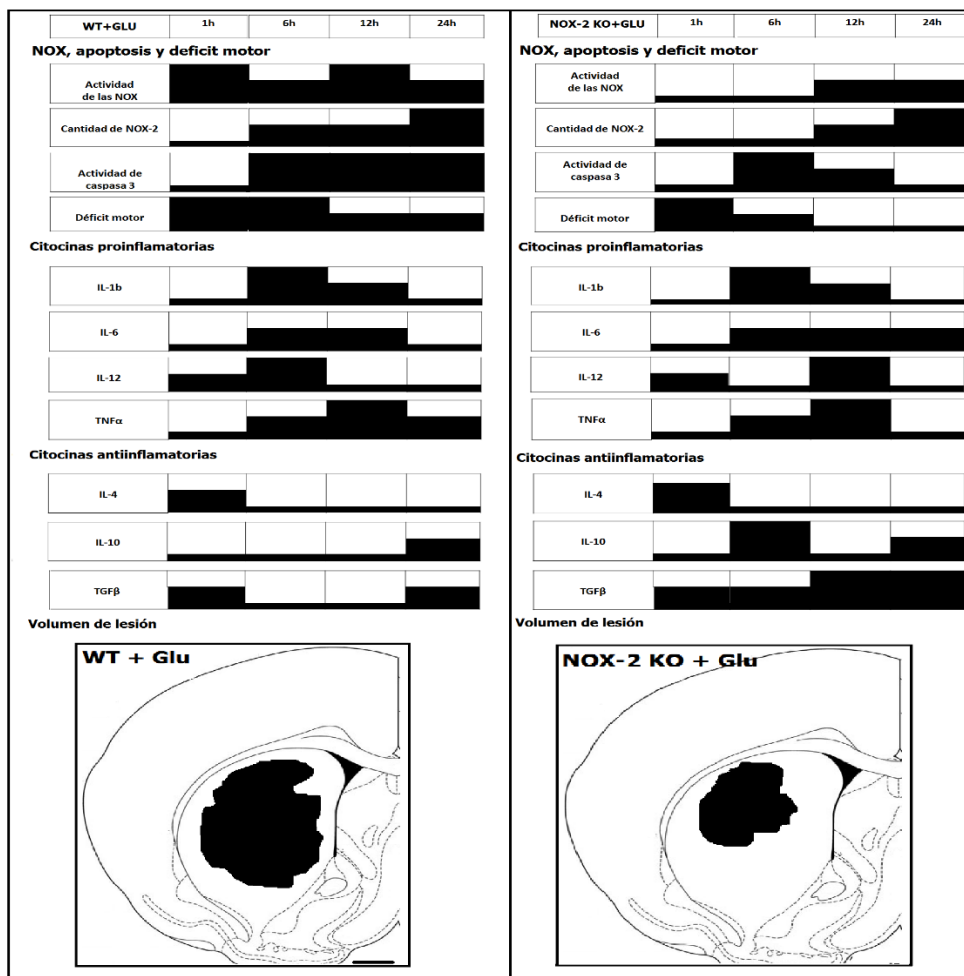 WT+GLU 1h 6h 12h 24h
NOX, apoptosis y deficit motor
Actividad
de las NOX
Cantidad de NOX-2
Actividad de
caspasa 3
Déficit motor
Citocinas proinflamatorias
IL-1b
IL-6
IL-12
TNFα
Citocinas antiinflamatorias
IL-4
IL-10
TGFβ
Volumen de lesión
WT + Glu
NOX-2 KO+GLU 1h 6h 12h 24h
NOX, apoptosis y deficit motor
Actividad
de las NOX
Cantidad de NOX-2
Actividad de
caspasa 3
Déficit motor
Citocinas proinflamatorias
IL-1b
IL-6
IL-12
TNFα
Citocinas antiinflamatorias
IL-4
IL-10
TGFβ
Volumen de lesión
NOX-2 KO + Glu